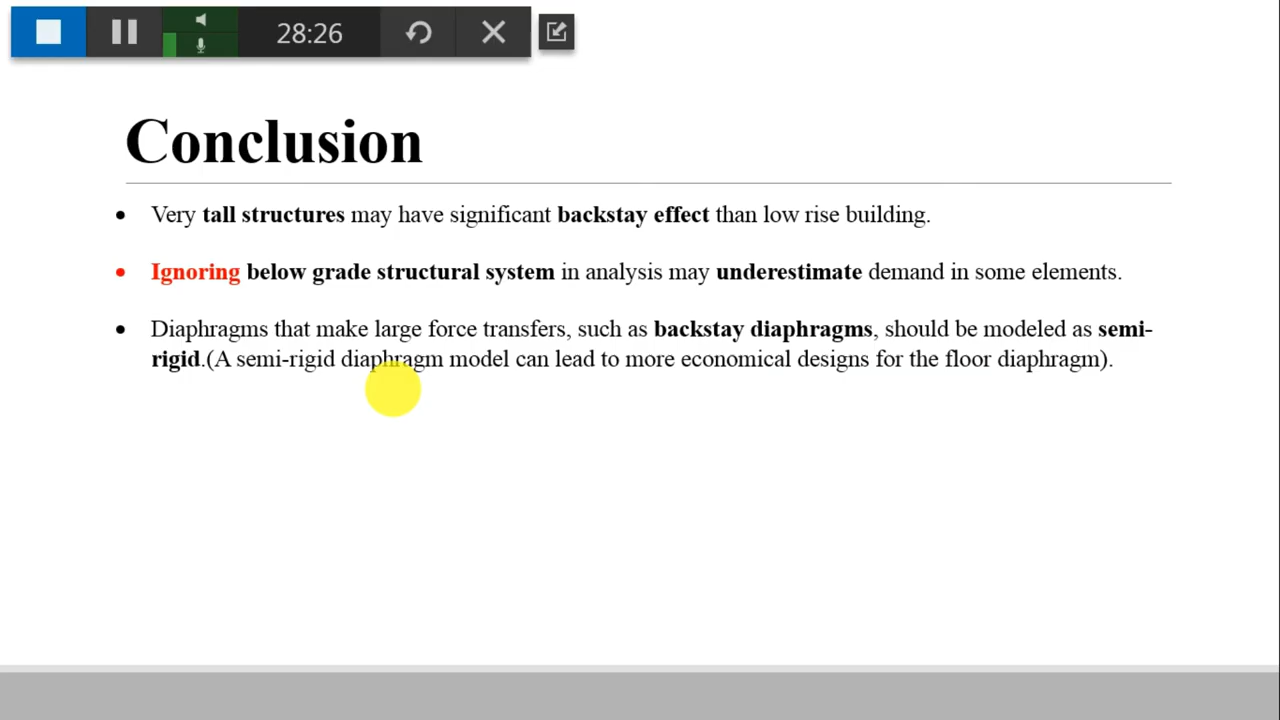 28:26
Conclusion
• Very tall structures may have significant backstay effect than low rise building.
• Ignoring below grade structural system in analysis may underestimate demand in some elements.
• Diaphragms that make large force transfers, such as backstay diaphragms, should be modeled as semi-
rigid.(A semi-rigid diaphragm model can lead to more economical designs for the floor diaphragm).